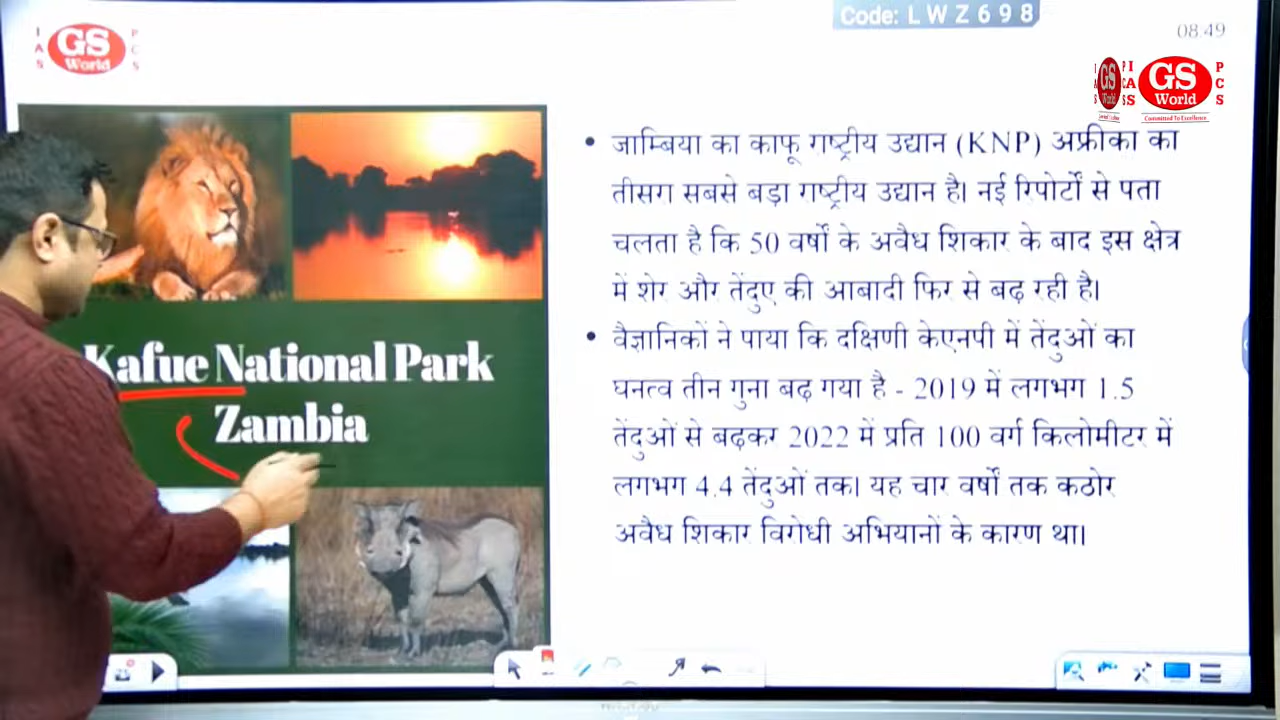 Code: LWZ698
08.49
IAS
GS
World
PCS
IAS
GS
World
PCS
Committed To Excellence
Kafue National Park
Zambia
• जाम्बिया का काफू राष्ट्रीय उद्यान (KNP) अफ्रीका का
तीसरा सबसे बड़ा राष्ट्रीय उद्यान है। नई रिपोर्टों से पता
चलता है कि 50 वर्षों के अवैध शिकार के बाद इस क्षेत्र
में शेर और तेंदुए की आबादी फिर से बढ़ रही है।
• वैज्ञानिकों ने पाया कि दक्षिणी केएनपी में तेंदुओं का
घनत्व तीन गुना बढ़ गया है - 2019 में लगभग 1.5
तेंदुओं से बढ़कर 2022 में प्रति 100 वर्ग किलोमीटर में
लगभग 4.4 तेंदुओं तक। यह चार वर्षों तक कठोर
अवैध शिकार विरोधी अभियानों के कारण था।